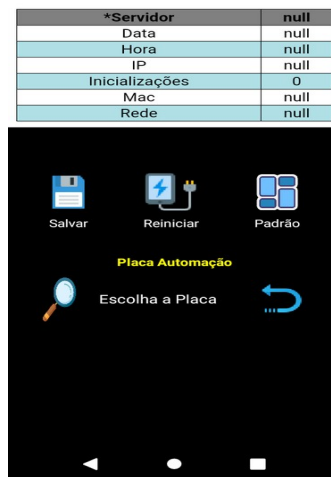 *Servidor null
Data null
Hora null
IP null
Inicializações 0
Mac null
Rede null
Salvar Reiniciar Padrão
Placa Automação
Escolha a Placa